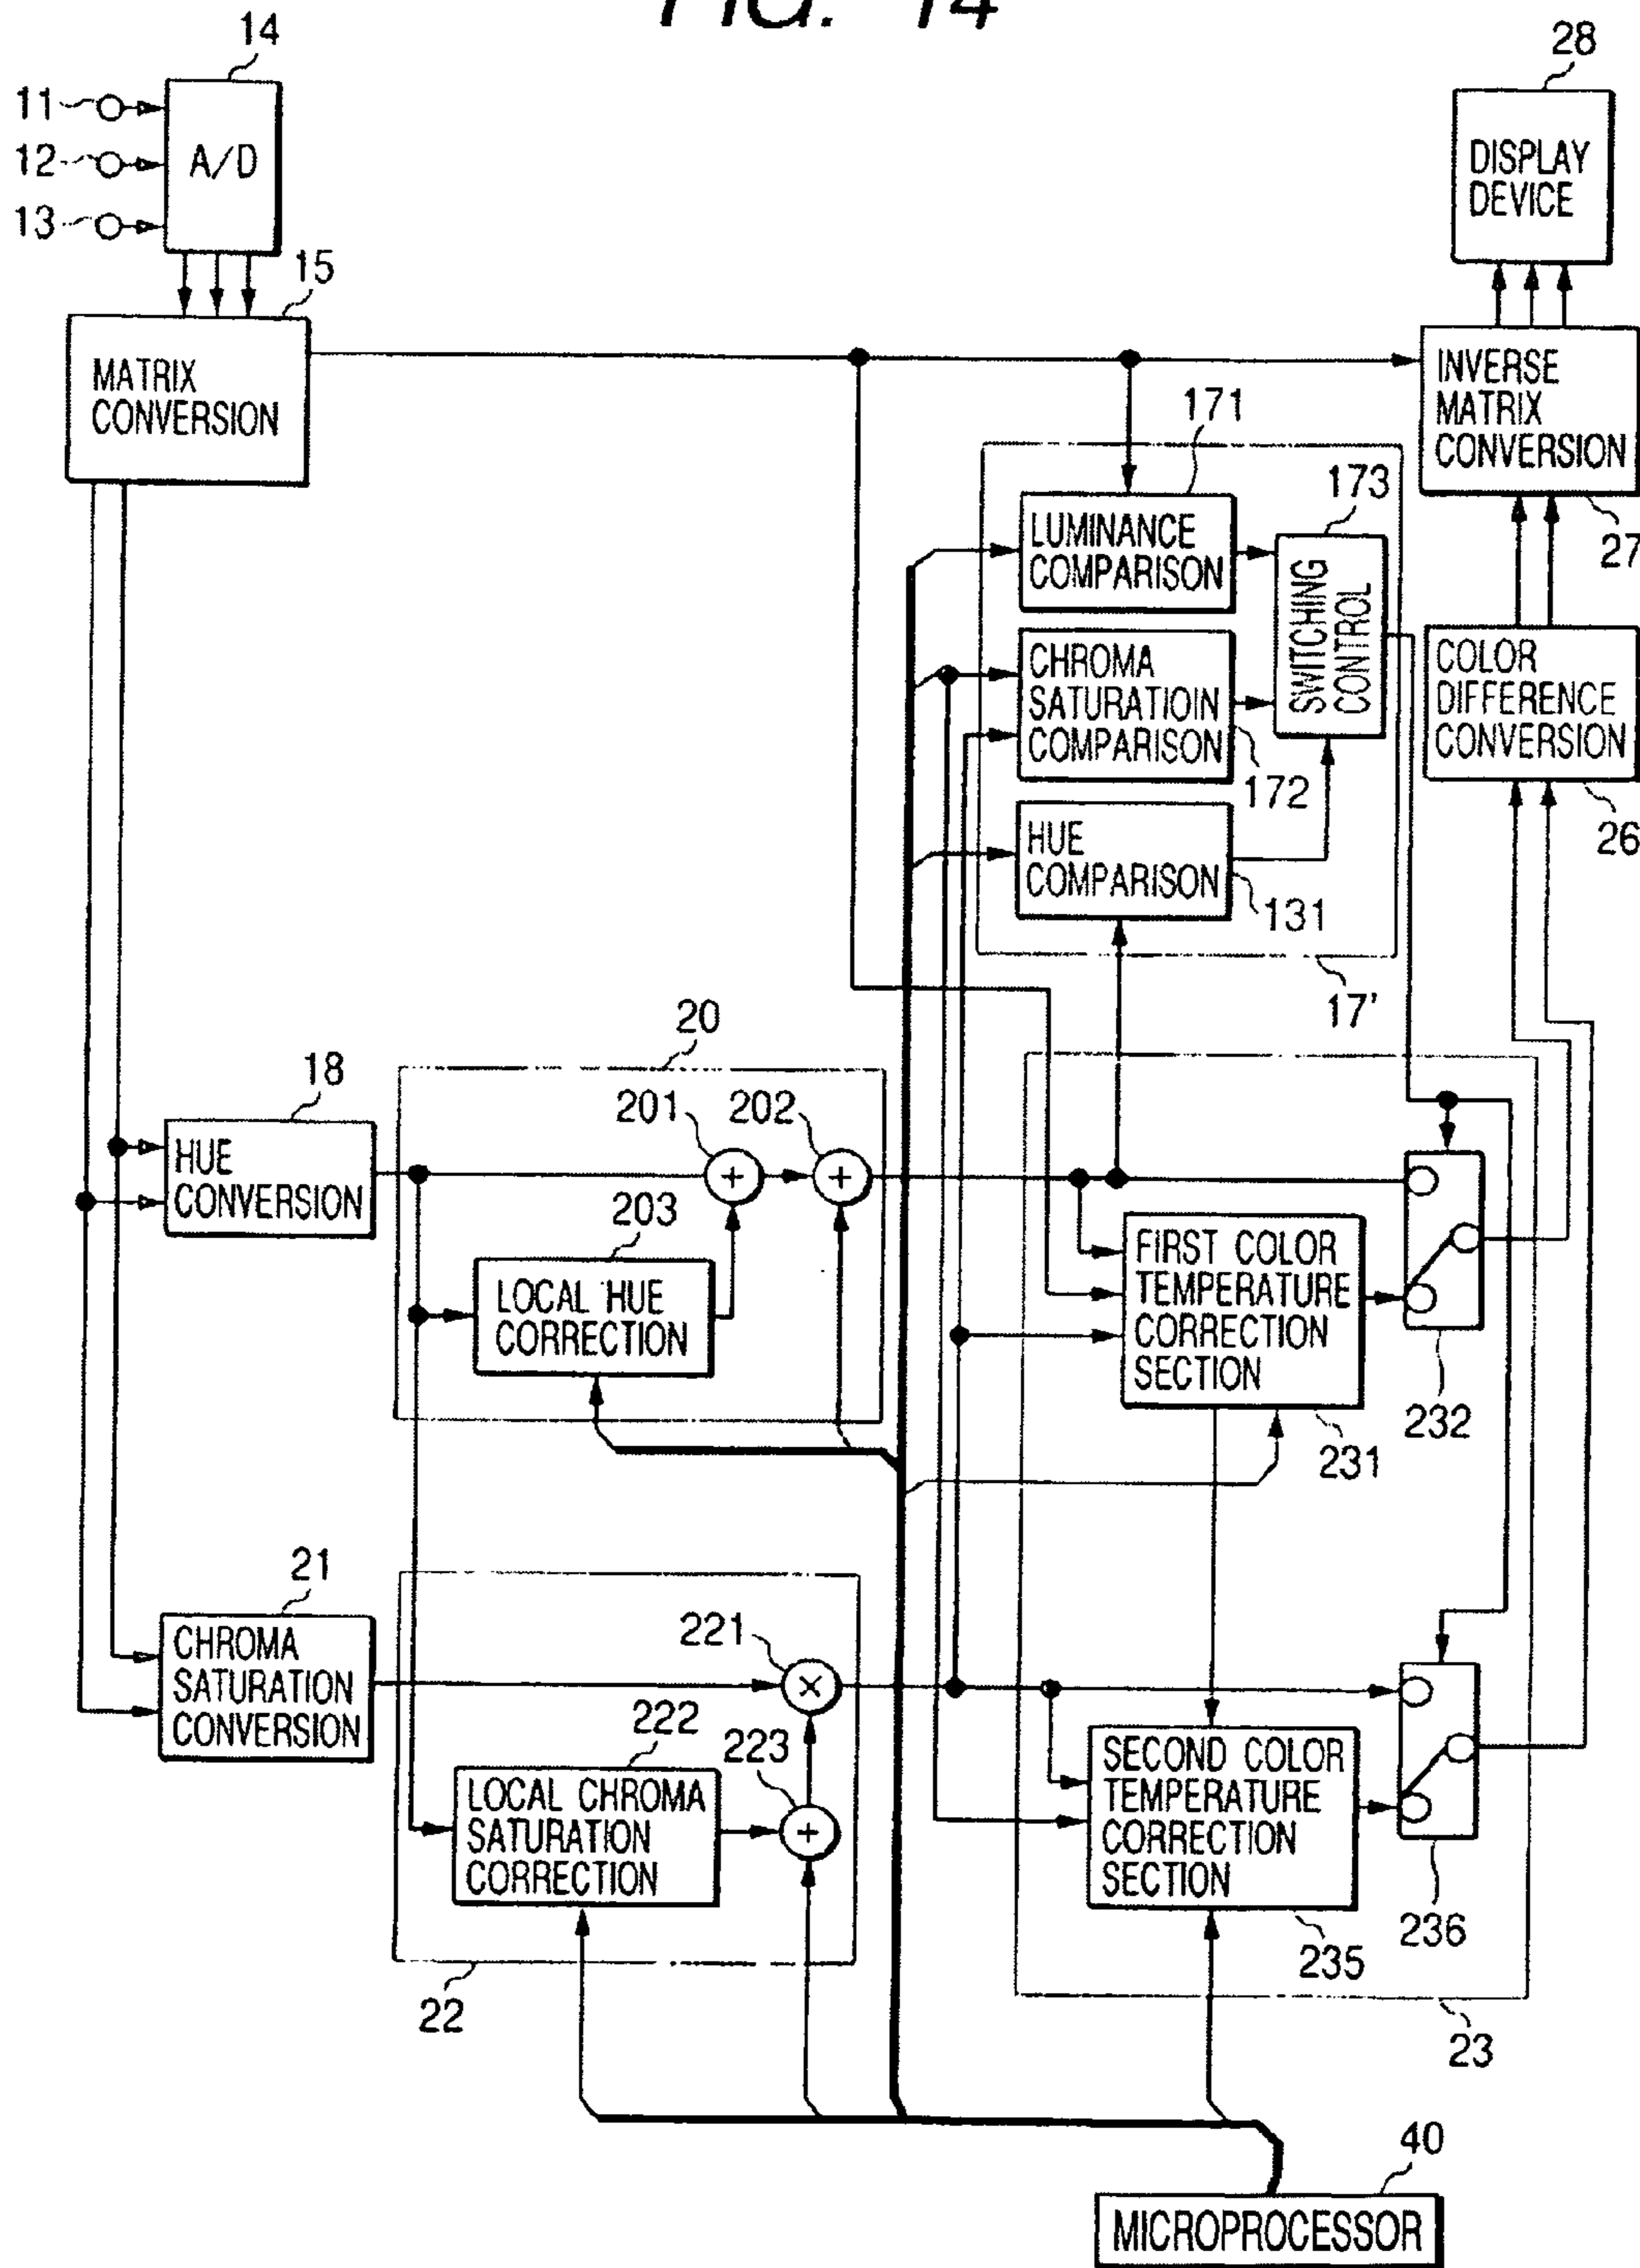 FIG. 14
14
28
11
12
13
A/D
DISPLAY
DEVICE
15
MATRIX
CONVERSION
INVERSE
MATRIX
CONVERSION
27
171
173
LUMINANCE
COMPARISON
SWITCHING
CONTROL
CHROMA
SATURATIOIN
COMPARISON
172
COLOR
DIFFERENCE
CONVERSION
26
HUE
COMPARISON
131
17'
20
18
201
202
HUE
CONVERSION
+
+
203
LOCAL HUE
CORRECTION
FIRST COLOR
TEMPERATURE
CORRECTION
SECTION
232
231
21
CHROMA
SATURATION
CONVERSION
221
×
222
223
LOCAL CHROMA
SATURATION
CORRECTION
+
SECOND COLOR
TEMPERATURE
CORRECTION
SECTION
236
235
22
23
40
MICROPROCESSOR